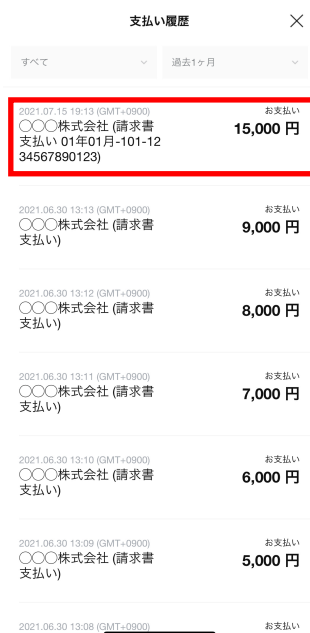 支払い履歴
すべて
過去1ヶ月
2021.07.15 19:13 (GMT+0900)
お支払い
〇〇〇株式会社 (請求書
支払い 01年01月-101-12
34567890123)
15,000 円
2021.06.30 13:13 (GMT+0900)
お支払い
〇〇〇株式会社 (請求書
支払い)
9,000 円
2021.06.30 13:12 (GMT+0900)
お支払い
〇〇〇株式会社 (請求書
支払い)
8,000 円
2021.06.30 13:11 (GMT+0900)
お支払い
〇〇〇株式会社 (請求書
支払い)
7,000 円
2021.06.30 13:10 (GMT+0900)
お支払い
〇〇〇株式会社 (請求書
支払い)
6,000 円
2021.06.30 13:09 (GMT+0900)
お支払い
〇〇〇株式会社 (請求書
支払い)
5,000 円
2021.06.30 13:08 (GMT+0900)
お支払い